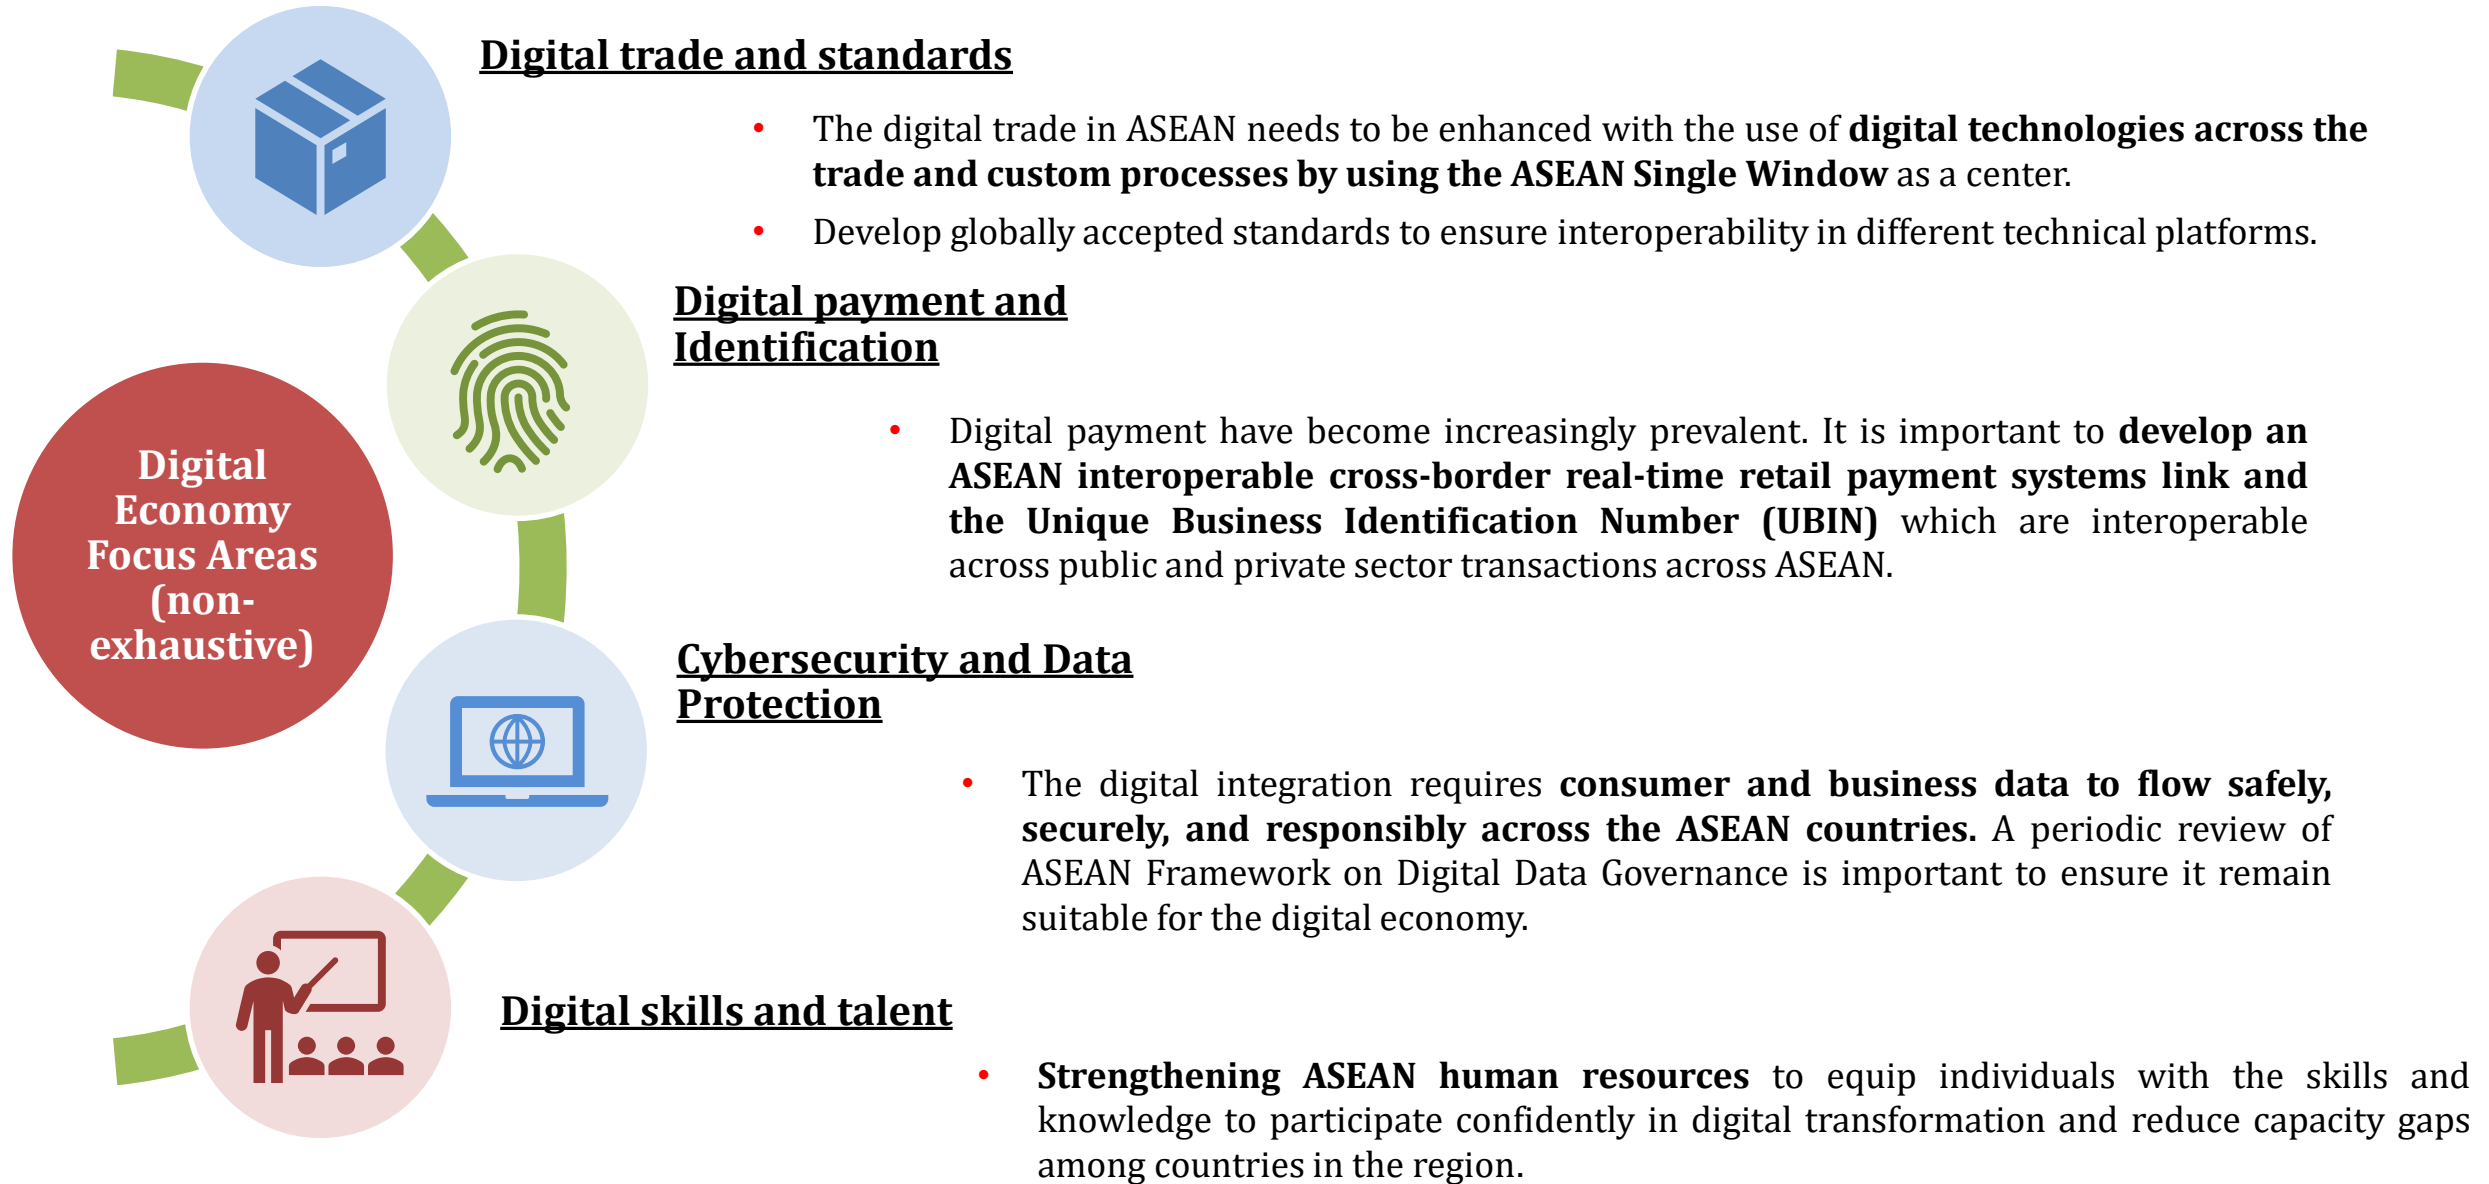 Digital trade and standards
• The digital trade in ASEAN needs to be enhanced with the use of digital technologies across the
trade and custom processes by using the ASEAN Single Window as a center.
• Develop globally accepted standards to ensure interoperability in different technical platforms.
Digital payment and
Identification
• Digital payment have become increasingly prevalent. It is important to develop an
ASEAN interoperable cross-border real-time retail payment systems link and
the Unique Business Identification Number (UBIN) which are interoperable
across public and private sector transactions across ASEAN.
Digital
Economy
Focus Areas
(non-
exhaustive)
Cybersecurity and Data
Protection
• The digital integration requires consumer and business data to flow safely,
securely, and responsibly across the ASEAN countries. A periodic review of
ASEAN Framework on Digital Data Governance is important to ensure it remain
suitable for the digital economy.
Digital skills and talent
• Strengthening ASEAN human resources to equip individuals with the skills and
knowledge to participate confidently in digital transformation and reduce capacity gaps
among countries in the region.